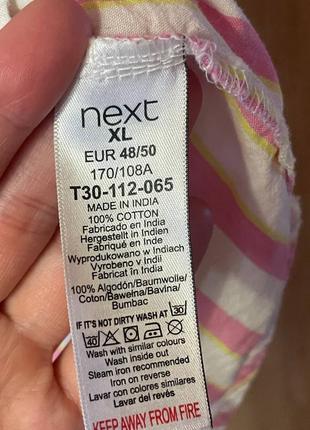 next
XL
EUR 48/50
170/108A
T30-112-065
MADE IN INDIA
100% COTTON
Fabricado en India
Hergestellt in Indien
Fabriqué en Inde
Wyprodukowano w Indiach
Vyrobeno v Indii
Fabricat în India
100% Algodón/Baumwolle/
Coton/Bawełna/Bavlna/
Bumbac
IF IT'S NOT DIRTY WASH AT 30
40
Wash with similar colours
Wash inside out
Steam iron recommended
Iron on reverse
Lavar con colores similares
Lavar del revés
KEEP AWAY FROM FIRE